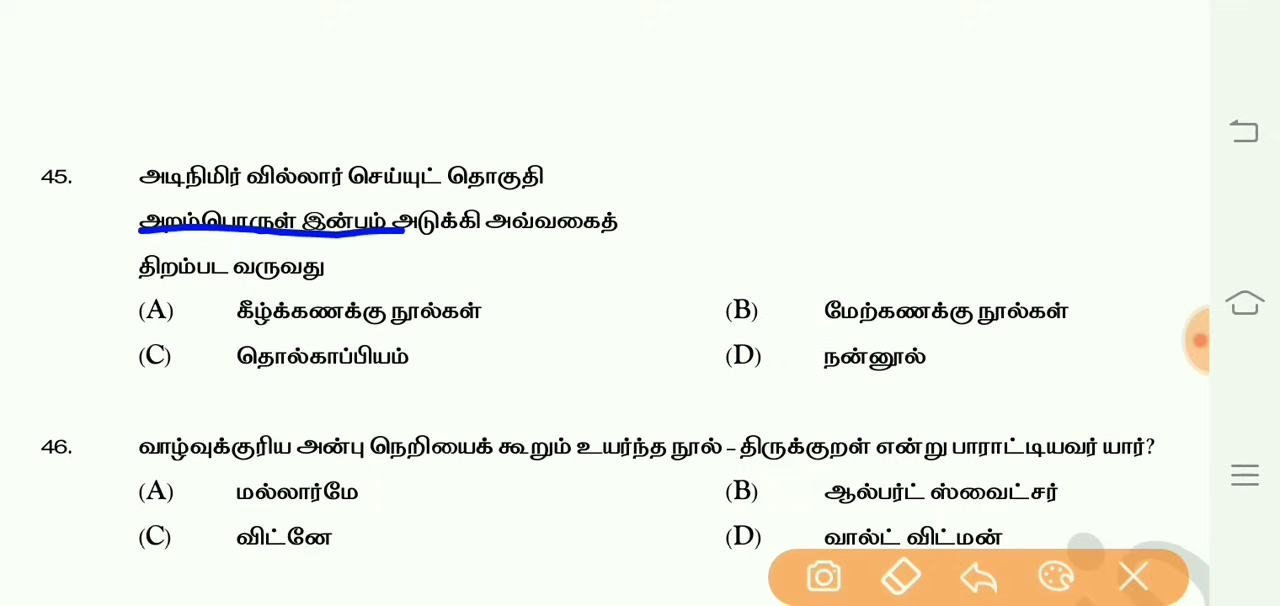 45. அடிநிமிர் வில்லார் செய்யுட் தொகுதி
அறம்பொருள் இன்பம் அடுக்கி அவ்வகைத்
திறம்பட வருவது
(A) கீழ்க்கணக்கு நூல்கள் (B) மேற்கணக்கு நூல்கள்
(C) தொல்காப்பியம் (D) நன்னூல்
46. வாழ்வுக்குரிய அன்பு நெறியைக் கூறும் உயர்ந்த நூல் – திருக்குறள் என்று பாராட்டியவர் யார்?
(A) மல்லார்மே (B) ஆல்பர்ட் ஸ்வைட்சர்
(C) விட்னே (D) வால்ட் விட்மன்